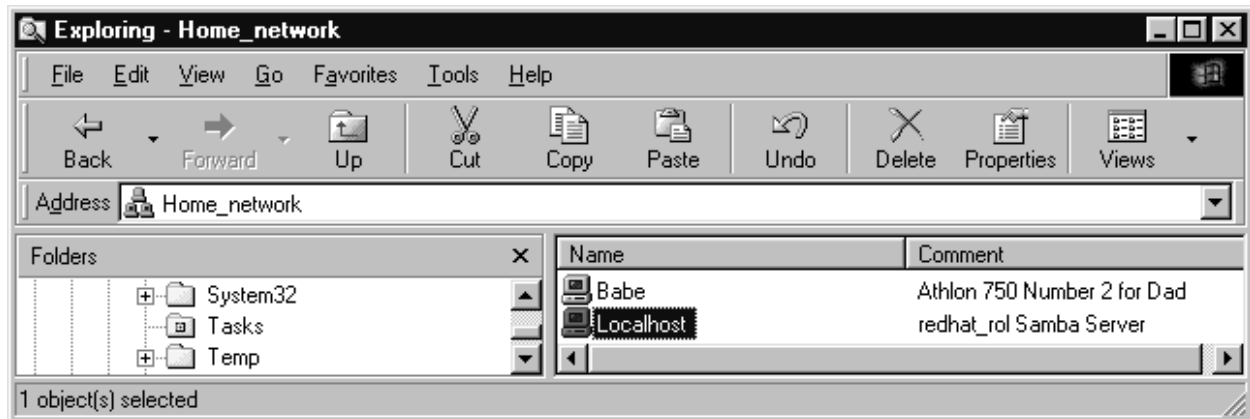 Exploring - Home_network
File Edit View Go Favorites Tools Help
Back Forward Up Cut Copy Paste Undo Delete Properties Views
Address Home_network
Folders
Name Comment
System32
Tasks
Temp
Babe Athlon 750 Number 2 for Dad
Localhost redhat_rol Samba Server
1 object(s) selected